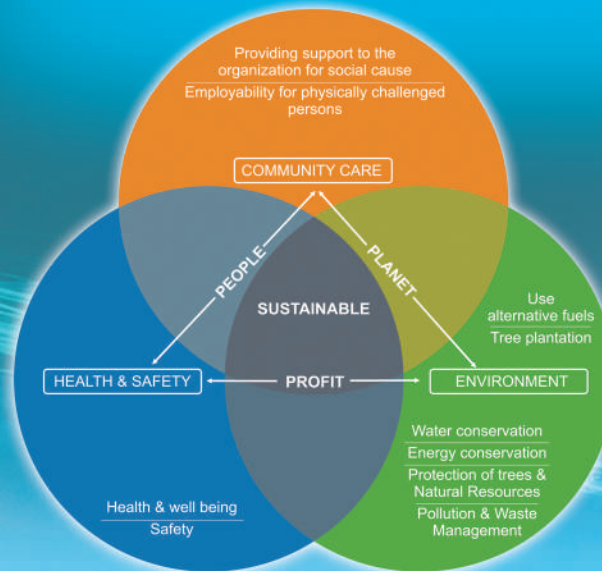 Providing support to the
organization for social cause
Employability for physically challenged
persons
COMMUNITY CARE
PEOPLE
PLANET
SUSTAINABLE
Use
alternative fuels
Tree plantation
HEALTH & SAFETY
PROFIT
ENVIRONMENT
Water conservation
Energy conservation
Protection of trees &
Natural Resources
Pollution & Waste
Management
Health & well being
Safety